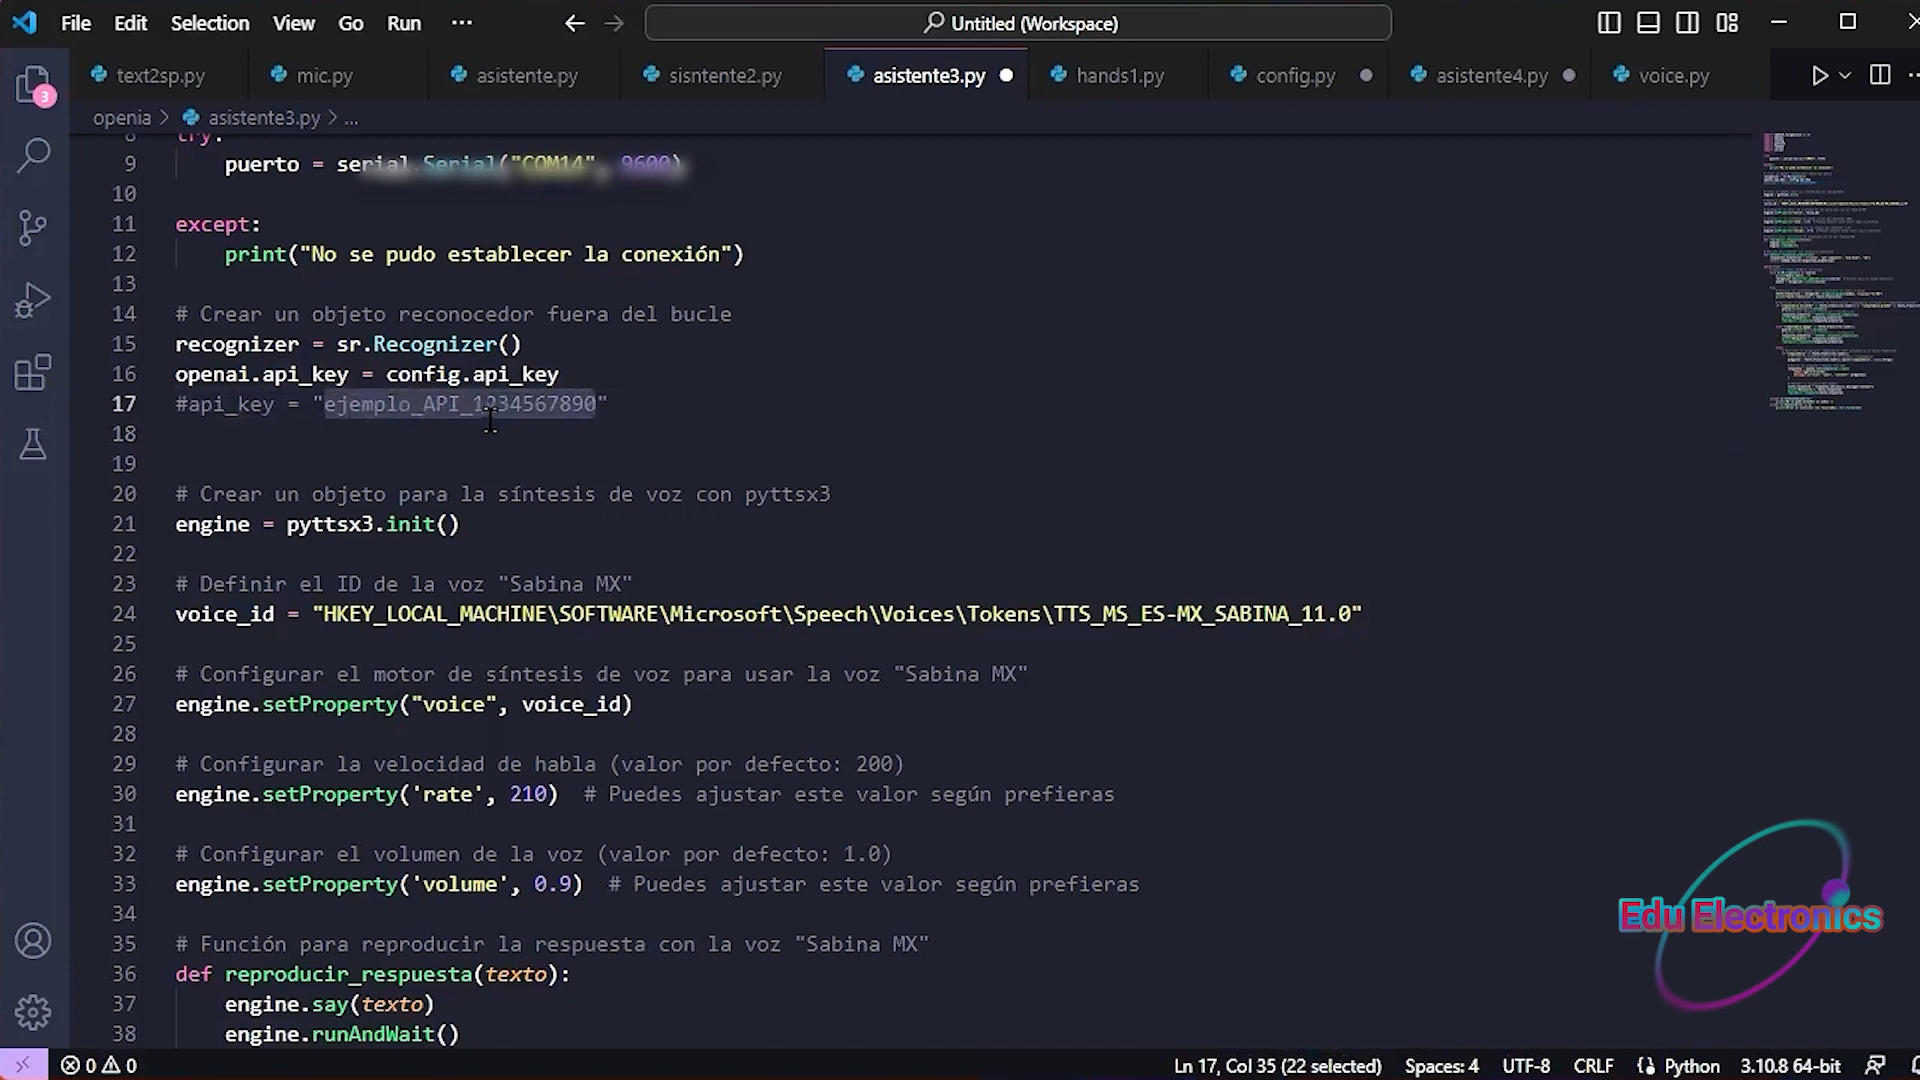 File Edit Selection View Go Run ...
Untitled (Workspace)
text2sp.py mic.py asistente.py sisntente2.py asistente3.py hands1.py config.py asistente4.py voice.py
3
openia > asistente3.py > ...
8 try:
9 puerto = serial.Serial("COM14", 9600)
10
11 except:
12 print("No se pudo establecer la conexión")
13
14 # Crear un objeto reconocedor fuera del bucle
15 recognizer = sr.Recognizer()
16 openai.api_key = config.api_key
17 #api_key = "ejemplo_API_1234567890"
18
19
20 # Crear un objeto para la síntesis de voz con pyttsx3
21 engine = pyttsx3.init()
22
23 # Definir el ID de la voz "Sabina MX"
24 voice_id = "HKEY_LOCAL_MACHINE\SOFTWARE\Microsoft\Speech\Voices\Tokens\TTS_MS_ES-MX_SABINA_11.0"
25
26 # Configurar el motor de síntesis de voz para usar la voz "Sabina MX"
27 engine.setProperty("voice", voice_id)
28
29 # Configurar la velocidad de habla (valor por defecto: 200)
30 engine.setProperty('rate', 210) # Puedes ajustar este valor según prefieras
31
32 # Configurar el volumen de la voz (valor por defecto: 1.0)
33 engine.setProperty('volume', 0.9) # Puedes ajustar este valor según prefieras
34
35 # Función para reproducir la respuesta con la voz "Sabina MX"
36 def reproducir_respuesta(texto):
37 engine.say(texto)
38 engine.runAndWait()
Edu Electronics
0 0 Ln 17, Col 35 (22 selected) Spaces: 4 UTF-8 CRLF Python 3.10.8 64-bit